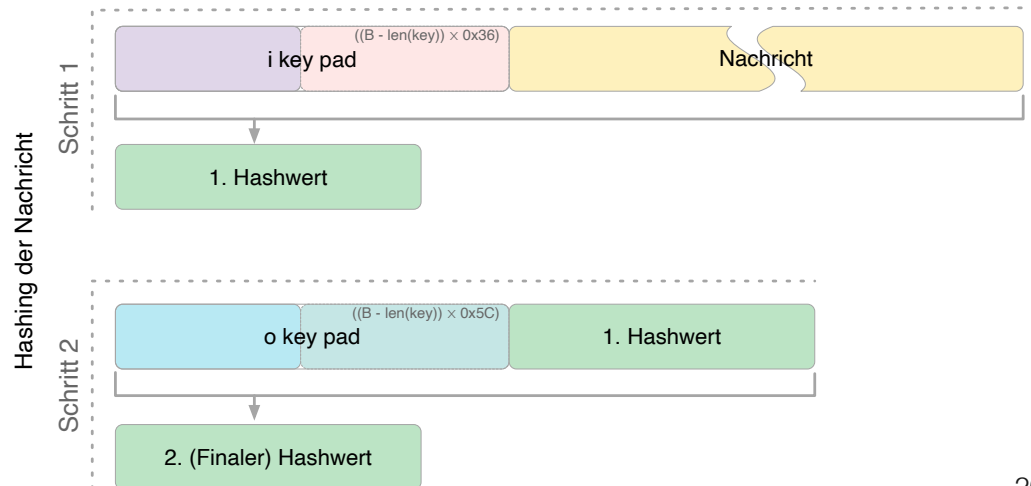 Hashing der Nachricht
Schritt 1
((B - len(key)) × 0x36)
i key pad
Nachricht
1. Hashwert
Schritt 2
((B - len(key)) × 0x5C)
o key pad
1. Hashwert
2. (Finaler) Hashwert